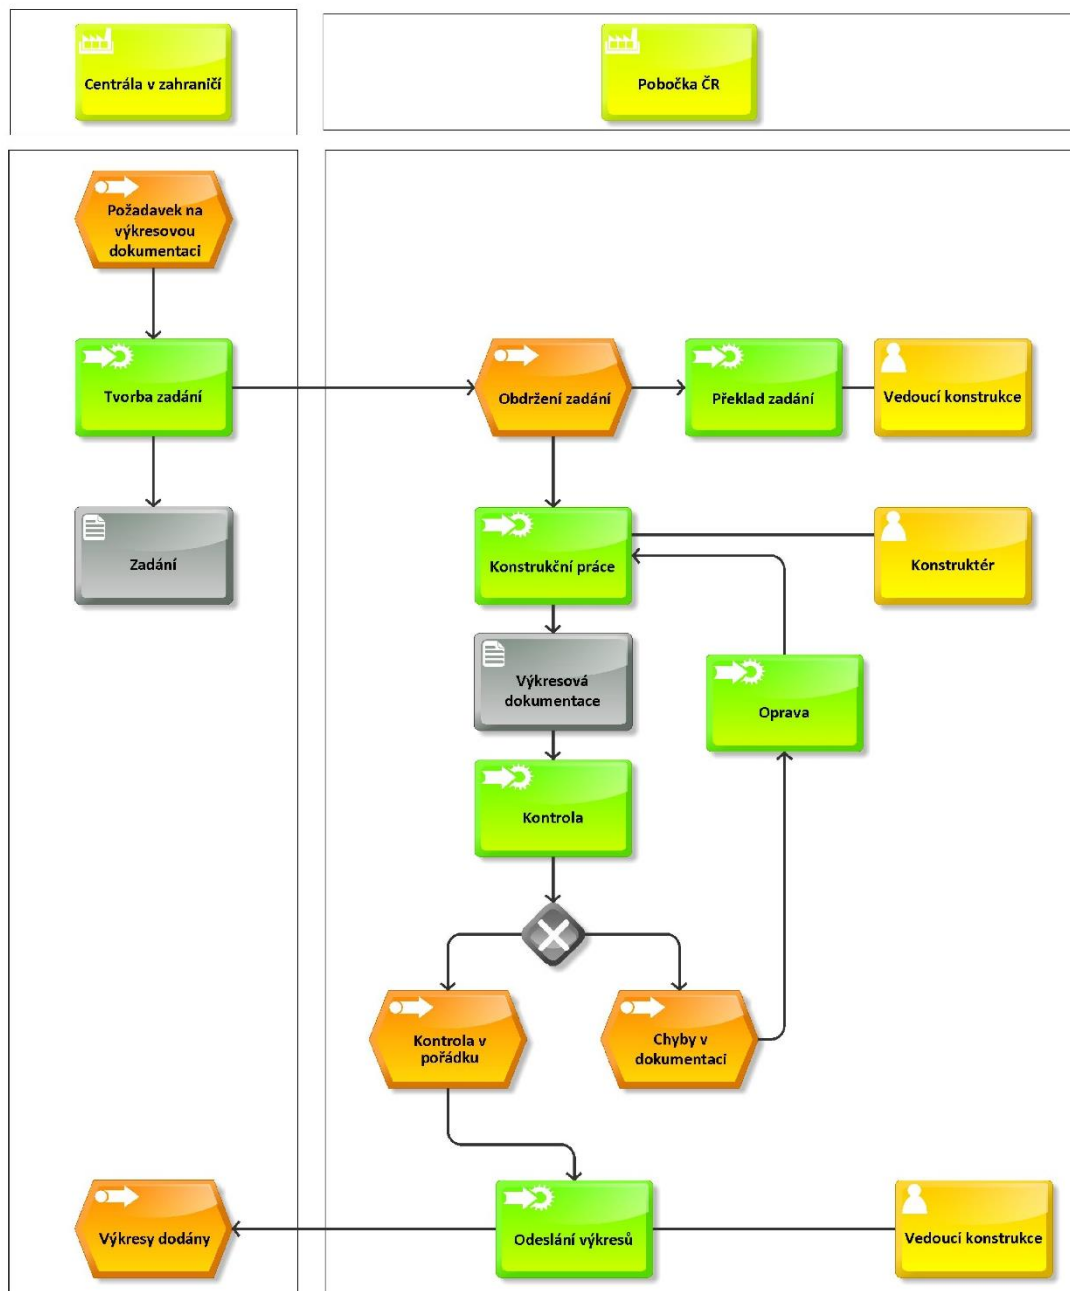 Centrála v zahraničí
Pobočka ČR
Požadavek na
výkresovou
dokumentaci
Tvorba zadání
Obdržení zadání
Překlad zadání
Vedoucí konstrukce
Zadání
Konstrukční práce
Konstruktér
Výkresová
dokumentace
Oprava
Kontrola
Kontrola v
pořádku
Chyby v
dokumentaci
Výkresy dodány
Odeslání výkresů
Vedoucí konstrukce